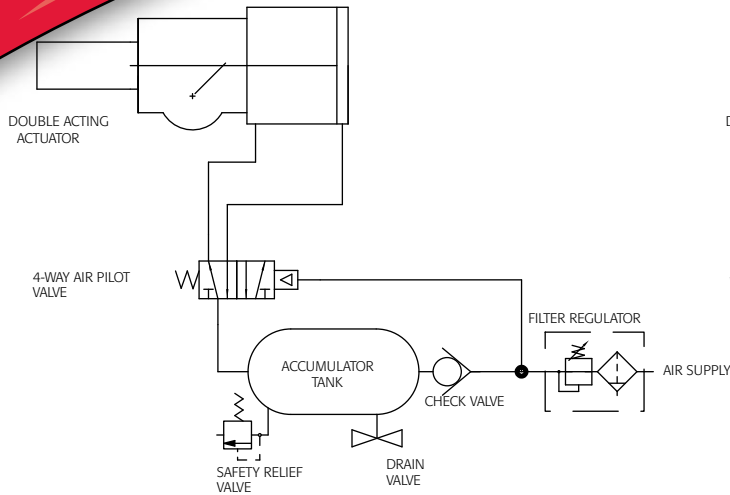 DOUBLE ACTING
ACTUATOR
D
4-WAY AIR PILOT
VALVE
FILTER REGULATOR
ACCUMULATOR
TANK
AIR SUPPLY
CHECK VALVE
SAFETY RELIEF
VALVE
DRAIN
VALVE